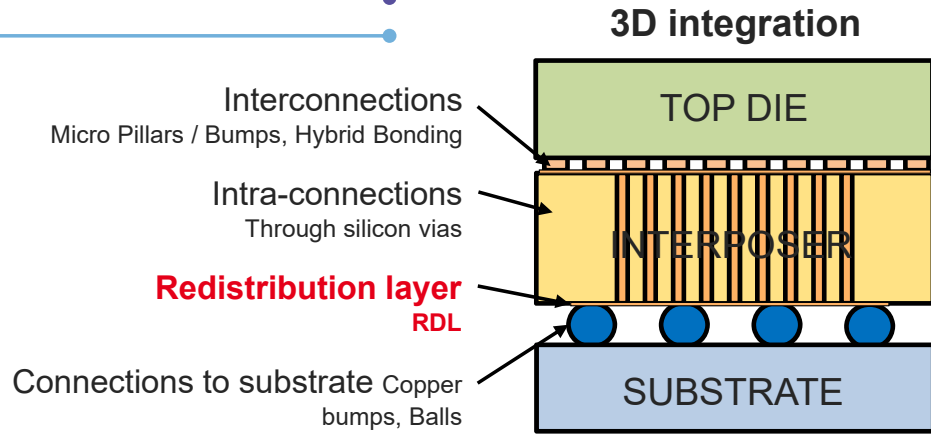 3D integration
Interconnections
Micro Pillars / Bumps, Hybrid Bonding
TOP DIE
Intra-connections
Through silicon vias
INTERPOSER
Redistribution layer
RDL
Connections to substrate Copper
bumps, Balls
SUBSTRATE